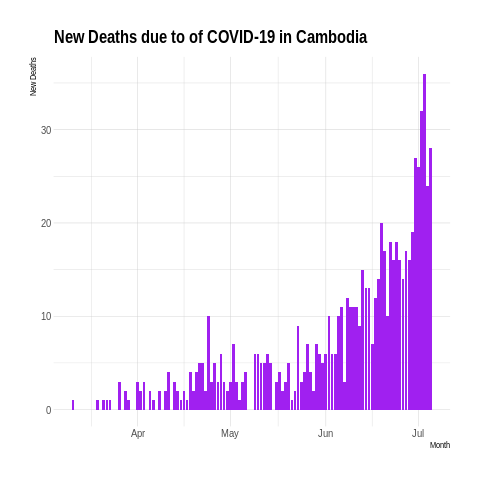 New Deaths due to of COVID-19 in Cambodia
New Deaths
30
20
10
0
Apr May Jun Jul
Month